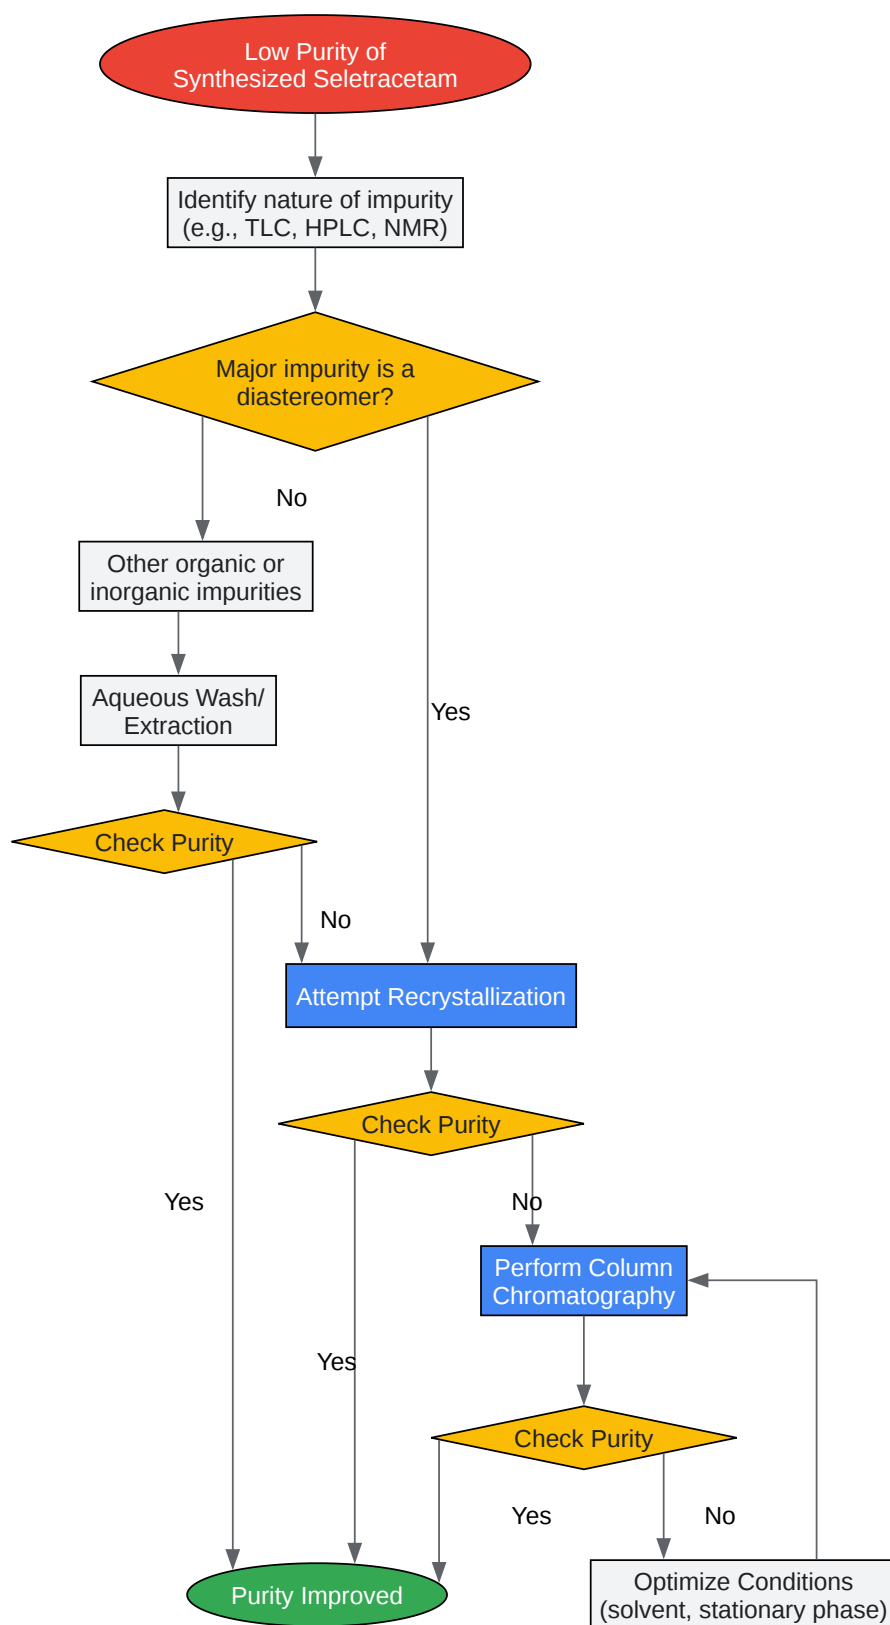 Low Purity of
Synthesized Seletracetam
Identify nature of impurity
(e.g., TLC, HPLC, NMR)
Major impurity is a
diastereomer?
No
Other organic or
inorganic impurities
Aqueous Wash/
Extraction
Yes
Check Purity
No
Attempt Recrystallization
Check Purity
Yes
No
Perform Column
Chromatography
Yes
Check Purity
Yes
No
Purity Improved
Optimize Conditions
(solvent, stationary phase)